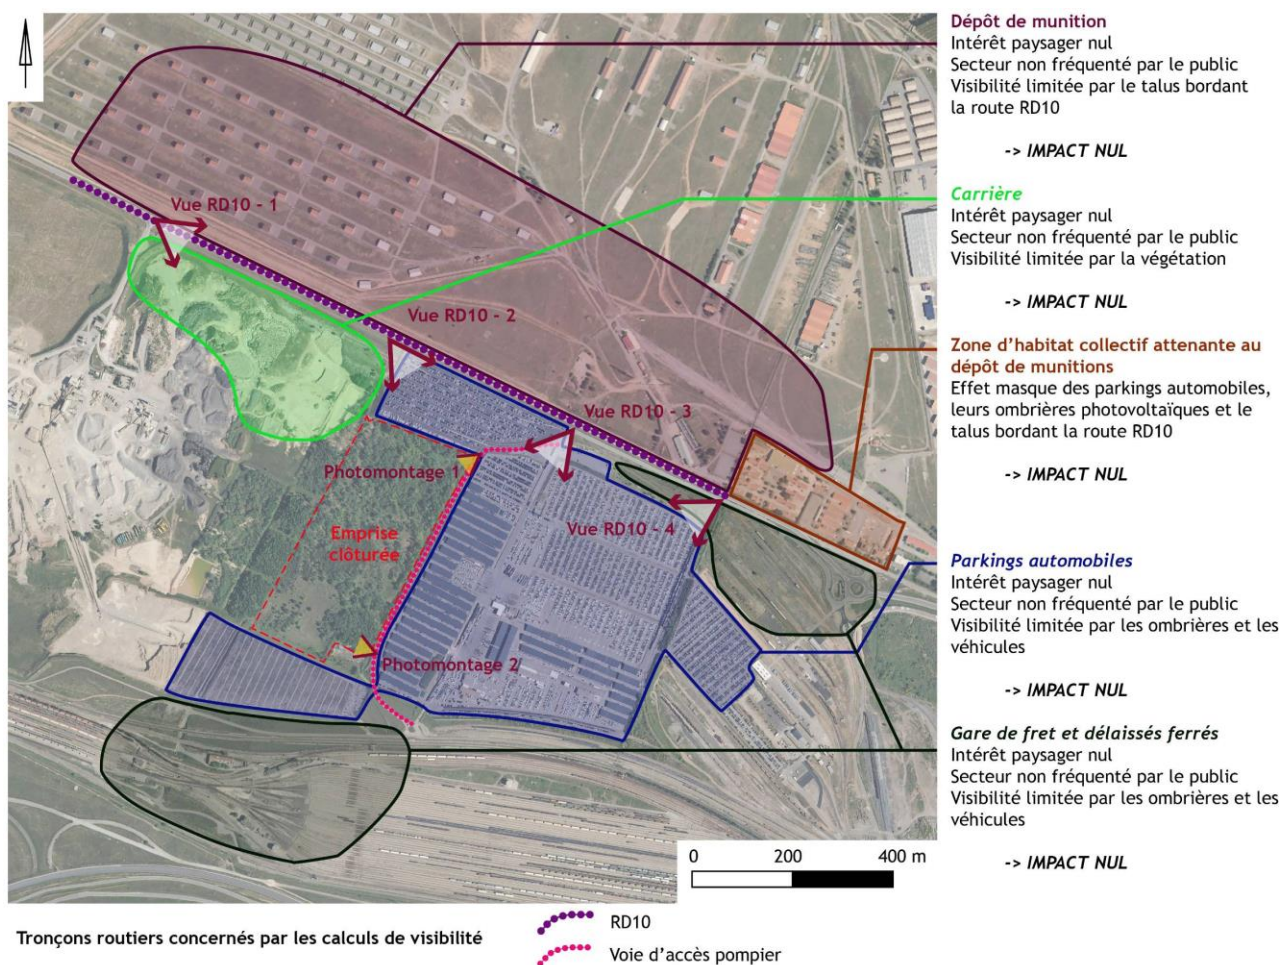 Dépôt de munition
Intérêt paysager nul
Secteur non fréquenté par le public
Visibilité limitée par le talus bordant
la route RD10
-> IMPACT NUL
Carrière
Intérêt paysager nul
Secteur non fréquenté par le public
Visibilité limitée par la végétation
-> IMPACT NUL
Zone d’habitat collectif attenante au
dépôt de munitions
Effet masque des parkings automobiles,
leurs ombrières photovoltaïques et le
talus bordant la route RD10
-> IMPACT NUL
Parkings automobiles
Intérêt paysager nul
Secteur non fréquenté par le public
Visibilité limitée par les ombrières et les
véhicules
-> IMPACT NUL
Gare de fret et délaissés ferrés
Intérêt paysager nul
Secteur non fréquenté par le public
Visibilité limitée par les ombrières et les
véhicules
-> IMPACT NUL
Vue RD10 - 1
Vue RD10 - 2
Vue RD10 - 3
Photomontage 1
Vue RD10 - 4
Emprise
clôturée
Photomontage 2
0 200 400 m
Tronçons routiers concernés par les calculs de visibilité
RD10
Voie d’accès pompier